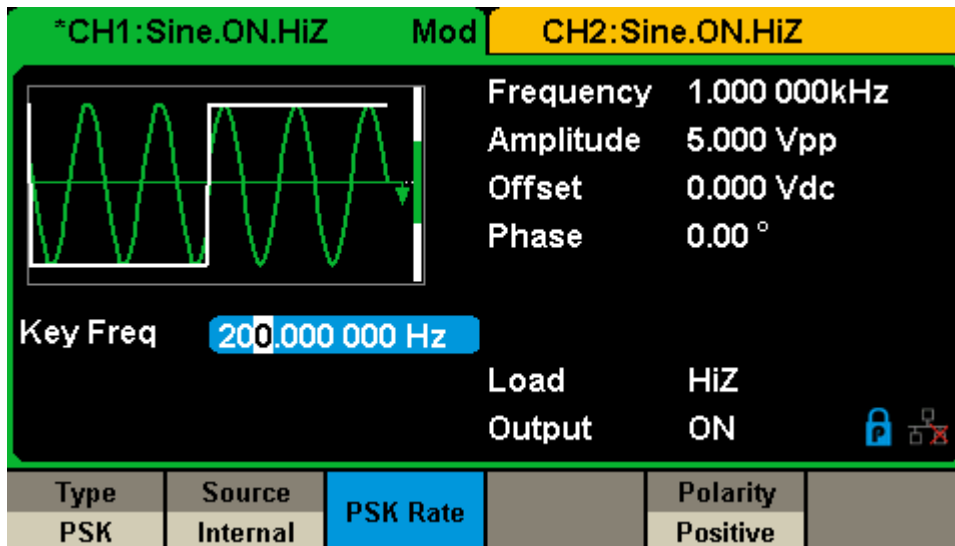 *CH1:Sine.ON.HiZ Mod CH2:Sine.ON.HiZ
Frequency 1.000 000kHz
Amplitude 5.000 Vpp
Offset 0.000 Vdc
Phase 0.00 °
Key Freq 200.000 000 Hz
Load HiZ
Output ON P
Type Source PSK Rate Polarity
PSK Internal Positive